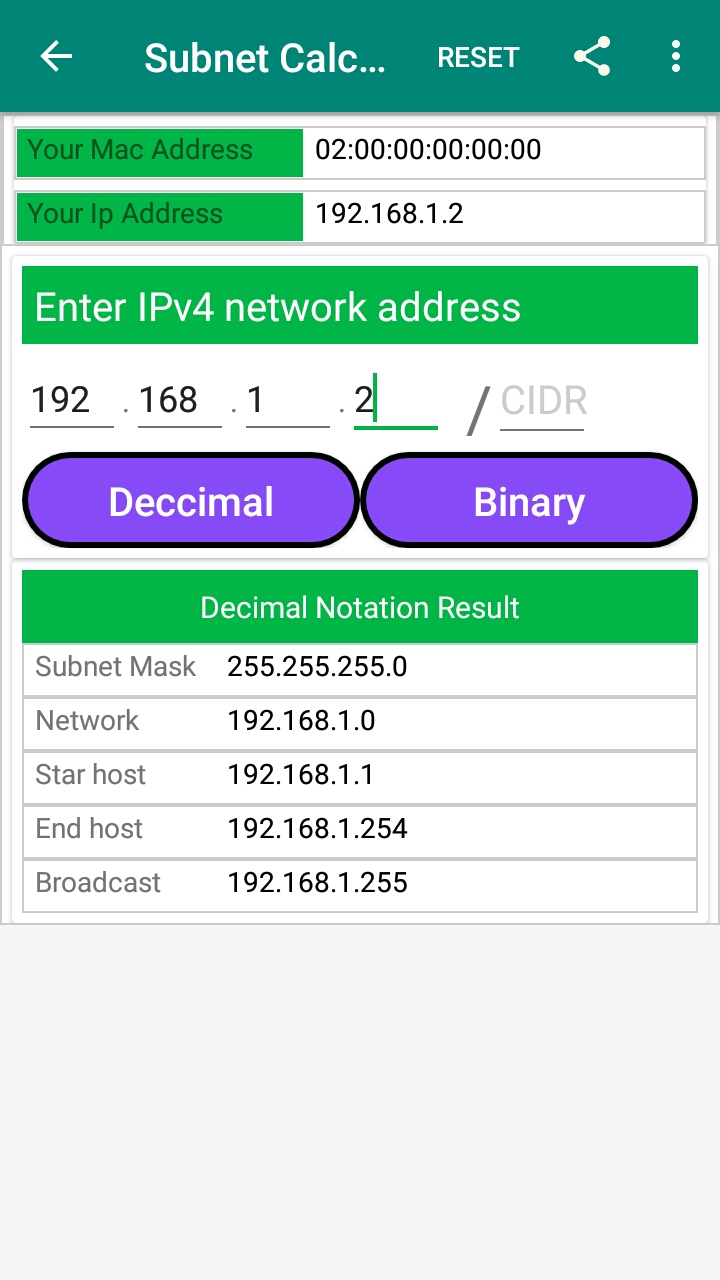 Subnet Calc... RESET
Your Mac Address 02:00:00:00:00:00
Your Ip Address 192.168.1.2
Enter IPv4 network address
192 . 168 . 1 . 2 / CIDR
Deccimal Binary
Decimal Notation Result
Subnet Mask 255.255.255.0
Network 192.168.1.0
Star host 192.168.1.1
End host 192.168.1.254
Broadcast 192.168.1.255